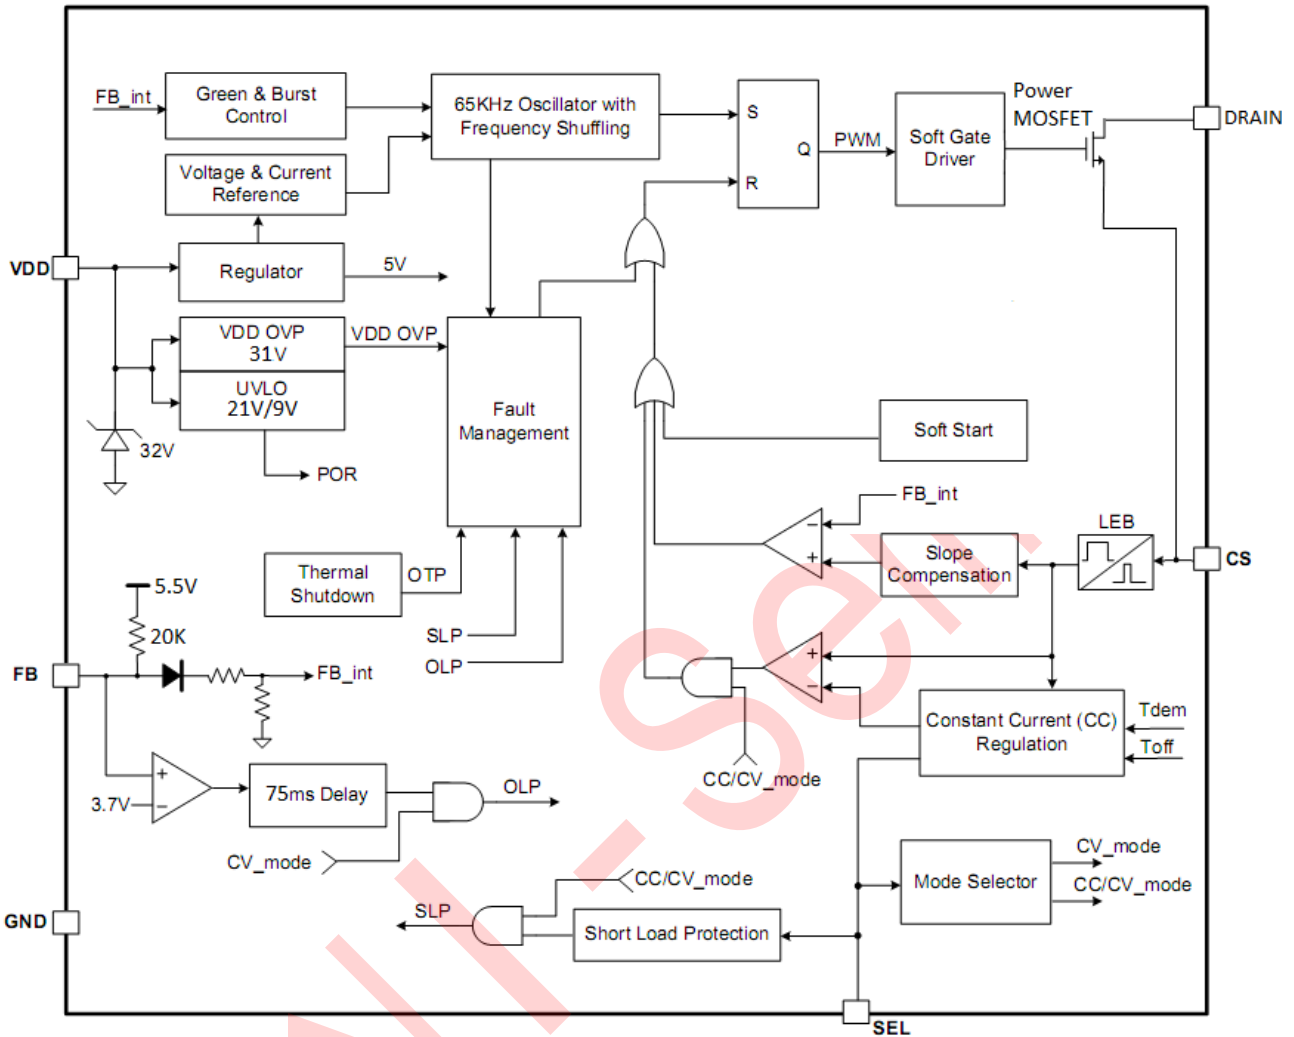 FB_int
Green & Burst
Control
65KHz Oscillator with
Frequency Shuffling
Voltage & Current
Reference
S
Q
R
PWM
Soft Gate
Driver
Power
MOSFET
DRAIN
VDD
Regulator
5V
VDD OVP
31V
VDD OVP
UVLO
21V/9V
32V
POR
Fault
Management
Soft Start
FB_int
LEB
Slope
Compensation
CS
Thermal
Shutdown
OTP
SLP
OLP
5.5V
20K
FB
FB_int
Constant Current (CC)
Regulation
Tdem
Toff
CC/CV_mode
3.7V
75ms Delay
OLP
CV_mode
CC/CV_mode
SLP
Short Load Protection
Mode Selector
CV_mode
CC/CV_mode
GND
SEL